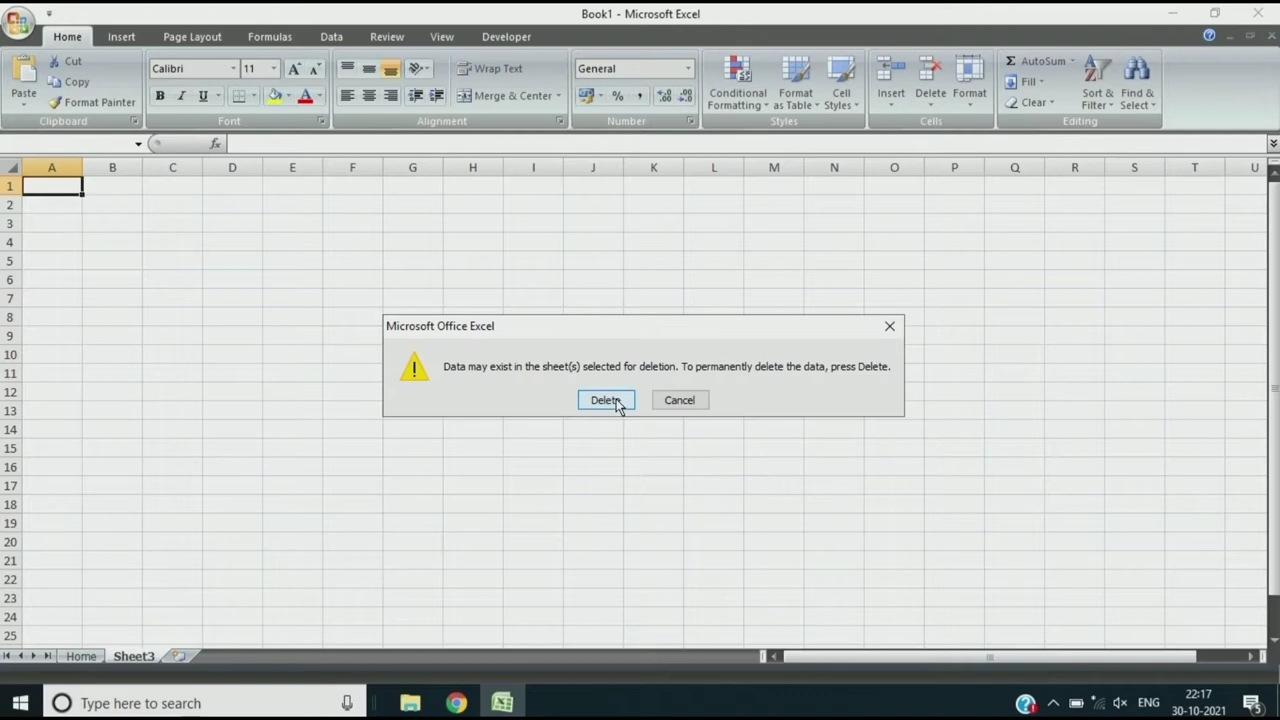 Book1 - Microsoft Excel
Home Insert Page Layout Formulas Data Review View Developer
Paste Cut Copy Format Painter
Clipboard
Calibri 11
B I U A A A
Font
Wrap Text
Merge & Center
Alignment
General
% ,
Number
Conditional Formatting Format as Table Cell Styles
Styles
Insert Delete Format
Cells
Σ AutoSum
Fill
Clear
Sort & Filter Find & Select
Editing
fx
A B C D E F G H I J K L M N O P Q R S T U
1
2
3
4
5
6
7
8
9
10
11
12
13
14
15
16
17
18
19
20
21
22
23
24
25
Microsoft Office Excel
Data may exist in the sheet(s) selected for deletion. To permanently delete the data, press Delete.
Delete Cancel
Home Sheet3
Type here to search
ENG
22:17
30-10-2021
5